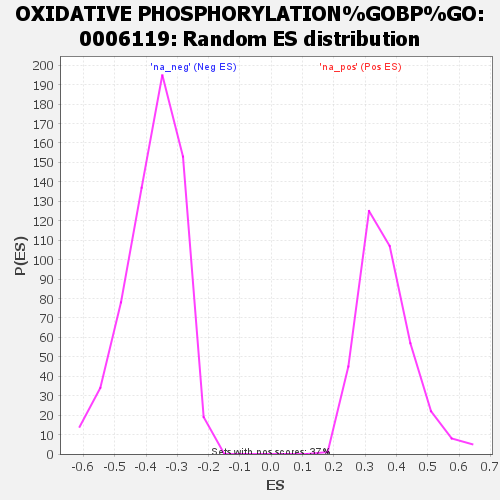 OXIDATIVE PHOSPHORYLATION%GOBP%GO:
0006119: Random ES distribution
'na_neg' (Neg ES)
'na_pos' (Pos ES)
200
190
180
170
160
150
140
130
120
110
100
90
80
70
60
50
40
30
20
10
0
P(ES)
Sets with pos scores: 37%
-0.6 -0.5 -0.4 -0.3 -0.2 -0.1 0.0 0.1 0.2 0.3 0.4 0.5 0.6 0.7
ES